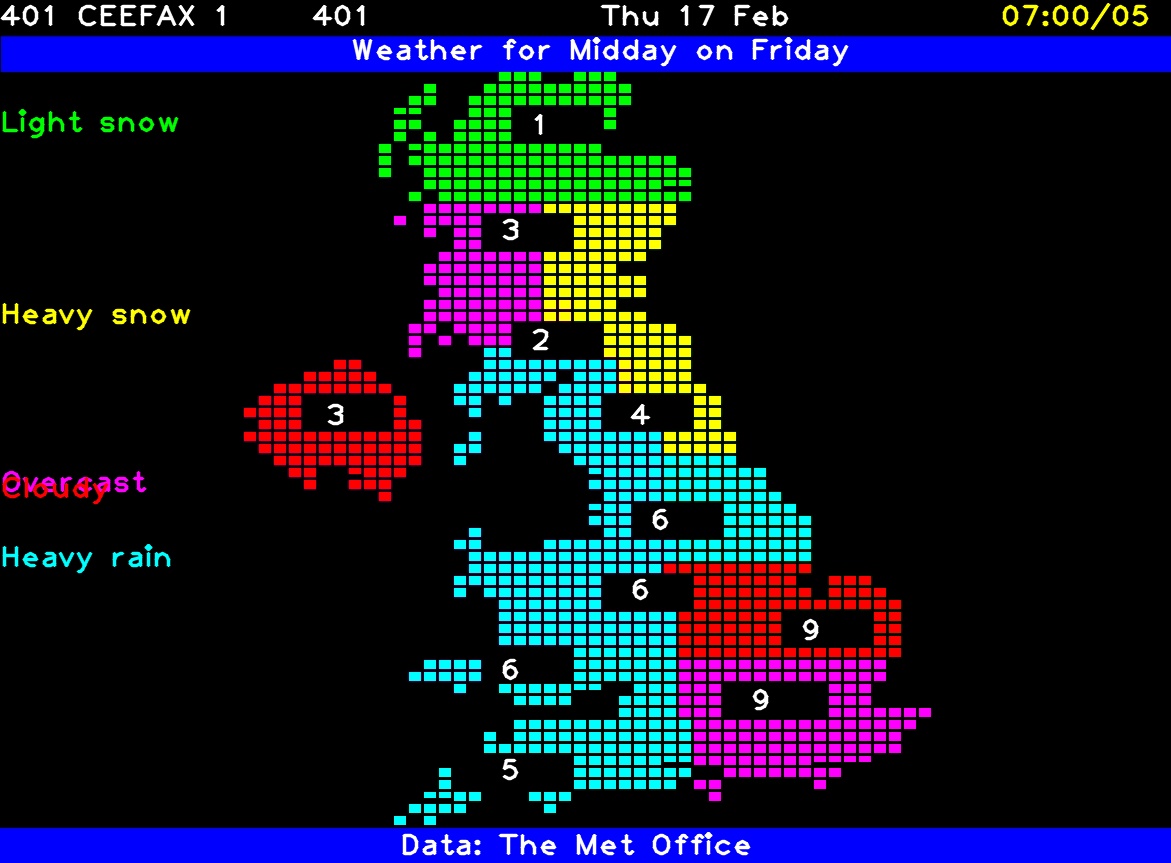 401 CEEFAX 1 401 Thu 17 Feb 07:00/05
Weather for Midday on Friday
Light snow
1
3
Heavy snow
2
3
4
Overcast
Cloudy
6
Heavy rain
6
9
6
9
5
Data: The Met Office